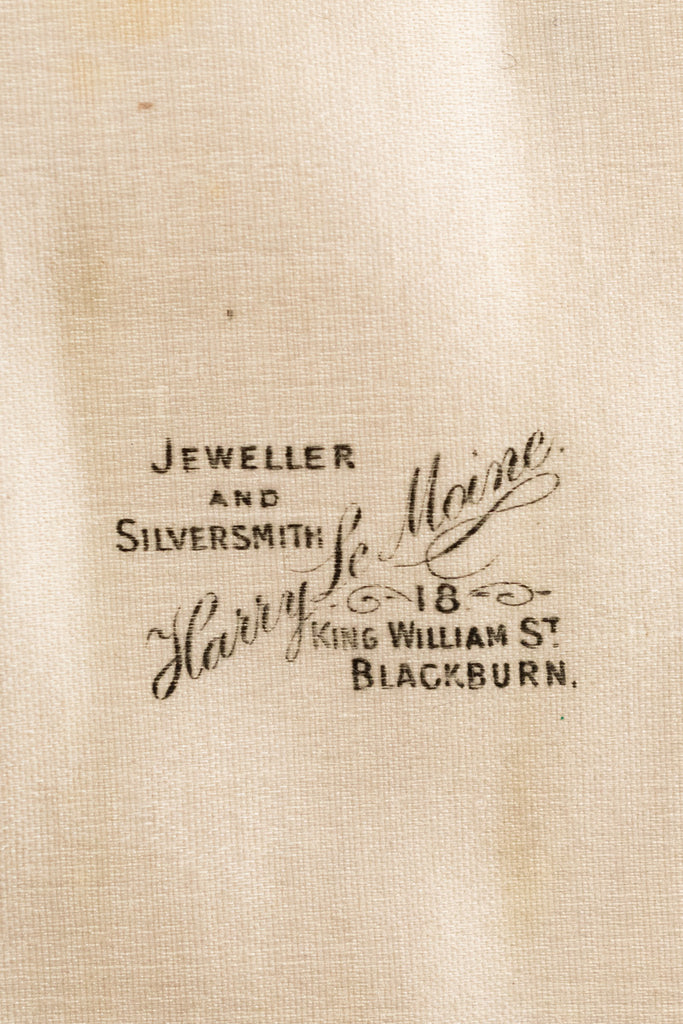 JEWELLER
AND
SILVERSMITH
Harry Le Moine.
18
KING WILLIAM ST
BLACKBURN.